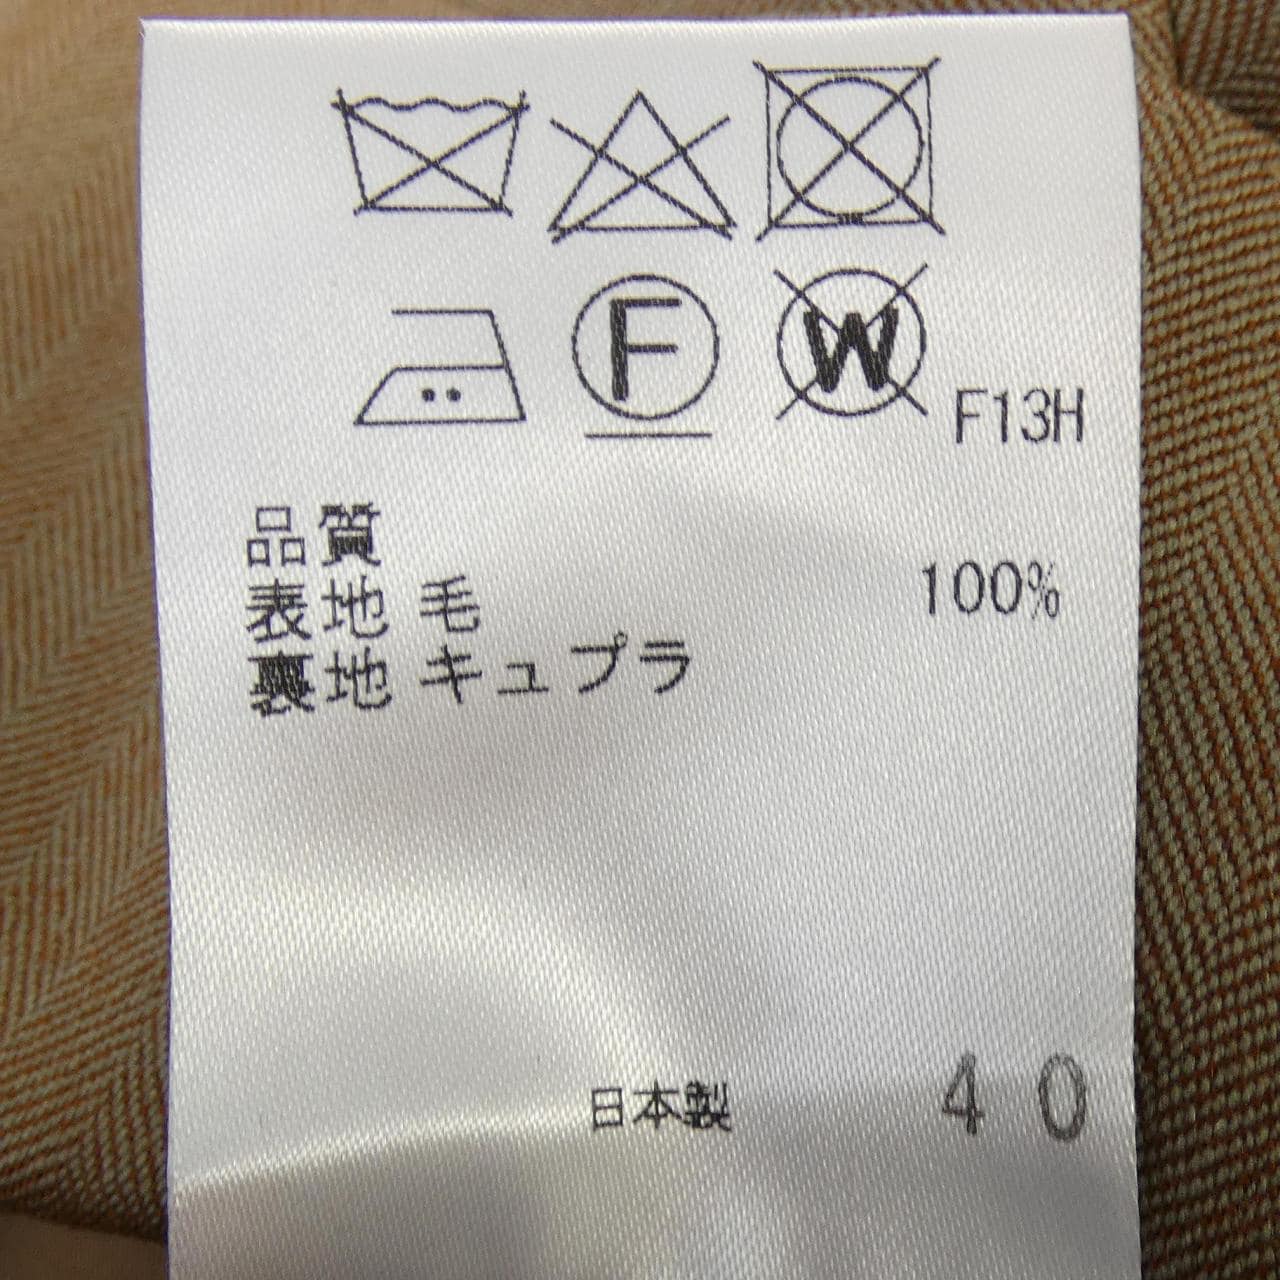 F W F13H
品質
表地 毛 100%
裏地 キュプラ
日本製 40